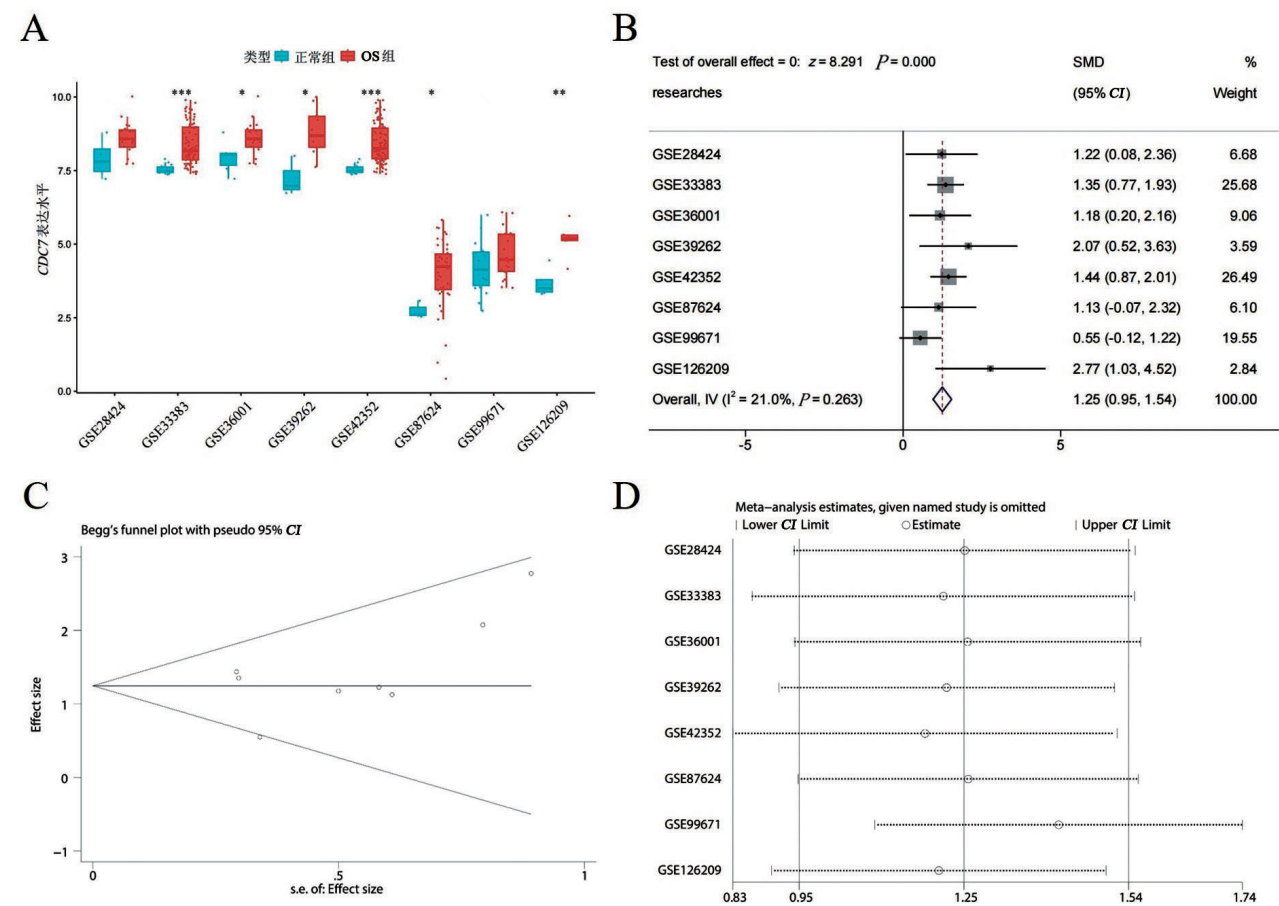 A
类型 正常组 OS 组
*** * * *** * **
CDC7 表达水平
10.0
7.5
5.0
2.5
0.0
GSE28424 GSE33383 GSE36001 GSE39262 GSE42352 GSE87624 GSE99671 GSE126209
B
Test of overall effect = 0: z = 8.291 P = 0.000 SMD %
researches (95% CI) Weight
GSE28424 1.22 (0.08, 2.36) 6.68
GSE33383 1.35 (0.77, 1.93) 25.68
GSE36001 1.18 (0.20, 2.16) 9.06
GSE39262 2.07 (0.52, 3.63) 3.59
GSE42352 1.44 (0.87, 2.01) 26.49
GSE87624 1.13 (-0.07, 2.32) 6.10
GSE99671 0.55 (-0.12, 1.22) 19.55
GSE126209 2.77 (1.03, 4.52) 2.84
Overall, IV (I² = 21.0%, P = 0.263) 1.25 (0.95, 1.54) 100.00
-5 0 5
C
Begg's funnel plot with pseudo 95% CI
Effect size
3
2
1
0
−1
0 .5 1
s.e. of: Effect size
D
Meta−analysis estimates, given named study is omitted
Lower CI Limit Estimate Upper CI Limit
GSE28424
GSE33383
GSE36001
GSE39262
GSE42352
GSE87624
GSE99671
GSE126209
0.83 0.95 1.25 1.54 1.74